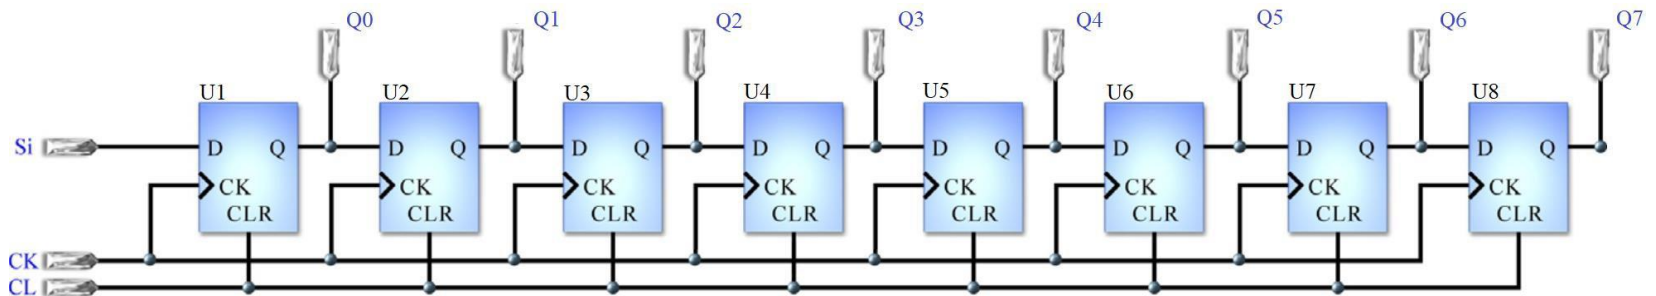 Q0 Q1 Q2 Q3 Q4 Q5 Q6 Q7
U1 U2 U3 U4 U5 U6 U7 U8
Si D Q D Q D Q D Q D Q D Q D Q D Q
CK CK CK CK CK CK CK CK
CLR CLR CLR CLR CLR CLR CLR CLR
CK
CL